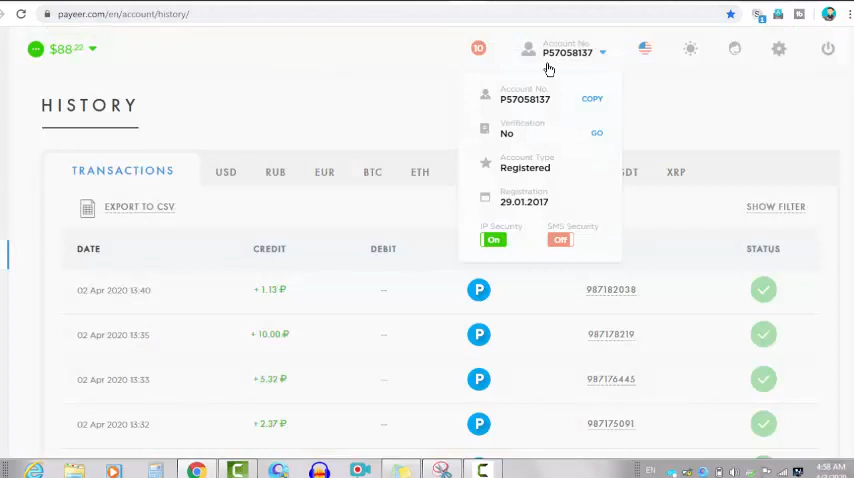 payeer.com/en/account/history/
$88.22
10
Account No.
P57058137
Account No.
P57058137
COPY
Verification
No
GO
Account Type
Registered
Registration
29.01.2017
IP Security
SMS Security
On
Off
HISTORY
TRANSACTIONS USD RUB EUR BTC ETH SDT XRP
EXPORT TO CSV
SHOW FILTER
DATE CREDIT DEBIT STATUS
02 Apr 2020 13:40 + 1.13 ₽ – P 987182038
02 Apr 2020 13:35 + 10.00 ₽ – P 987178219
02 Apr 2020 13:33 + 5.32 ₽ – P 987176445
02 Apr 2020 13:32 + 2.37 ₽ – P 987175091
EN
4:58 AM